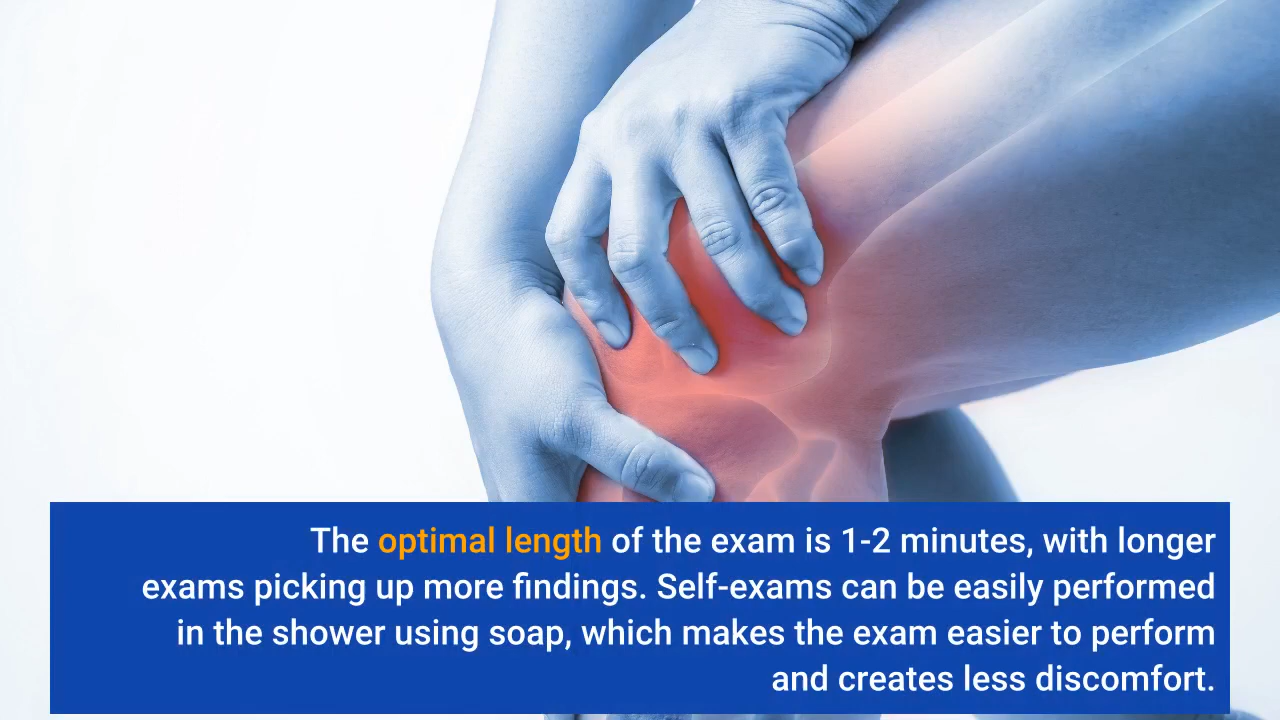 The optimal length of the exam is 1-2 minutes, with longer
exams picking up more findings. Self-exams can be easily performed
in the shower using soap, which makes the exam easier to perform
and creates less discomfort.